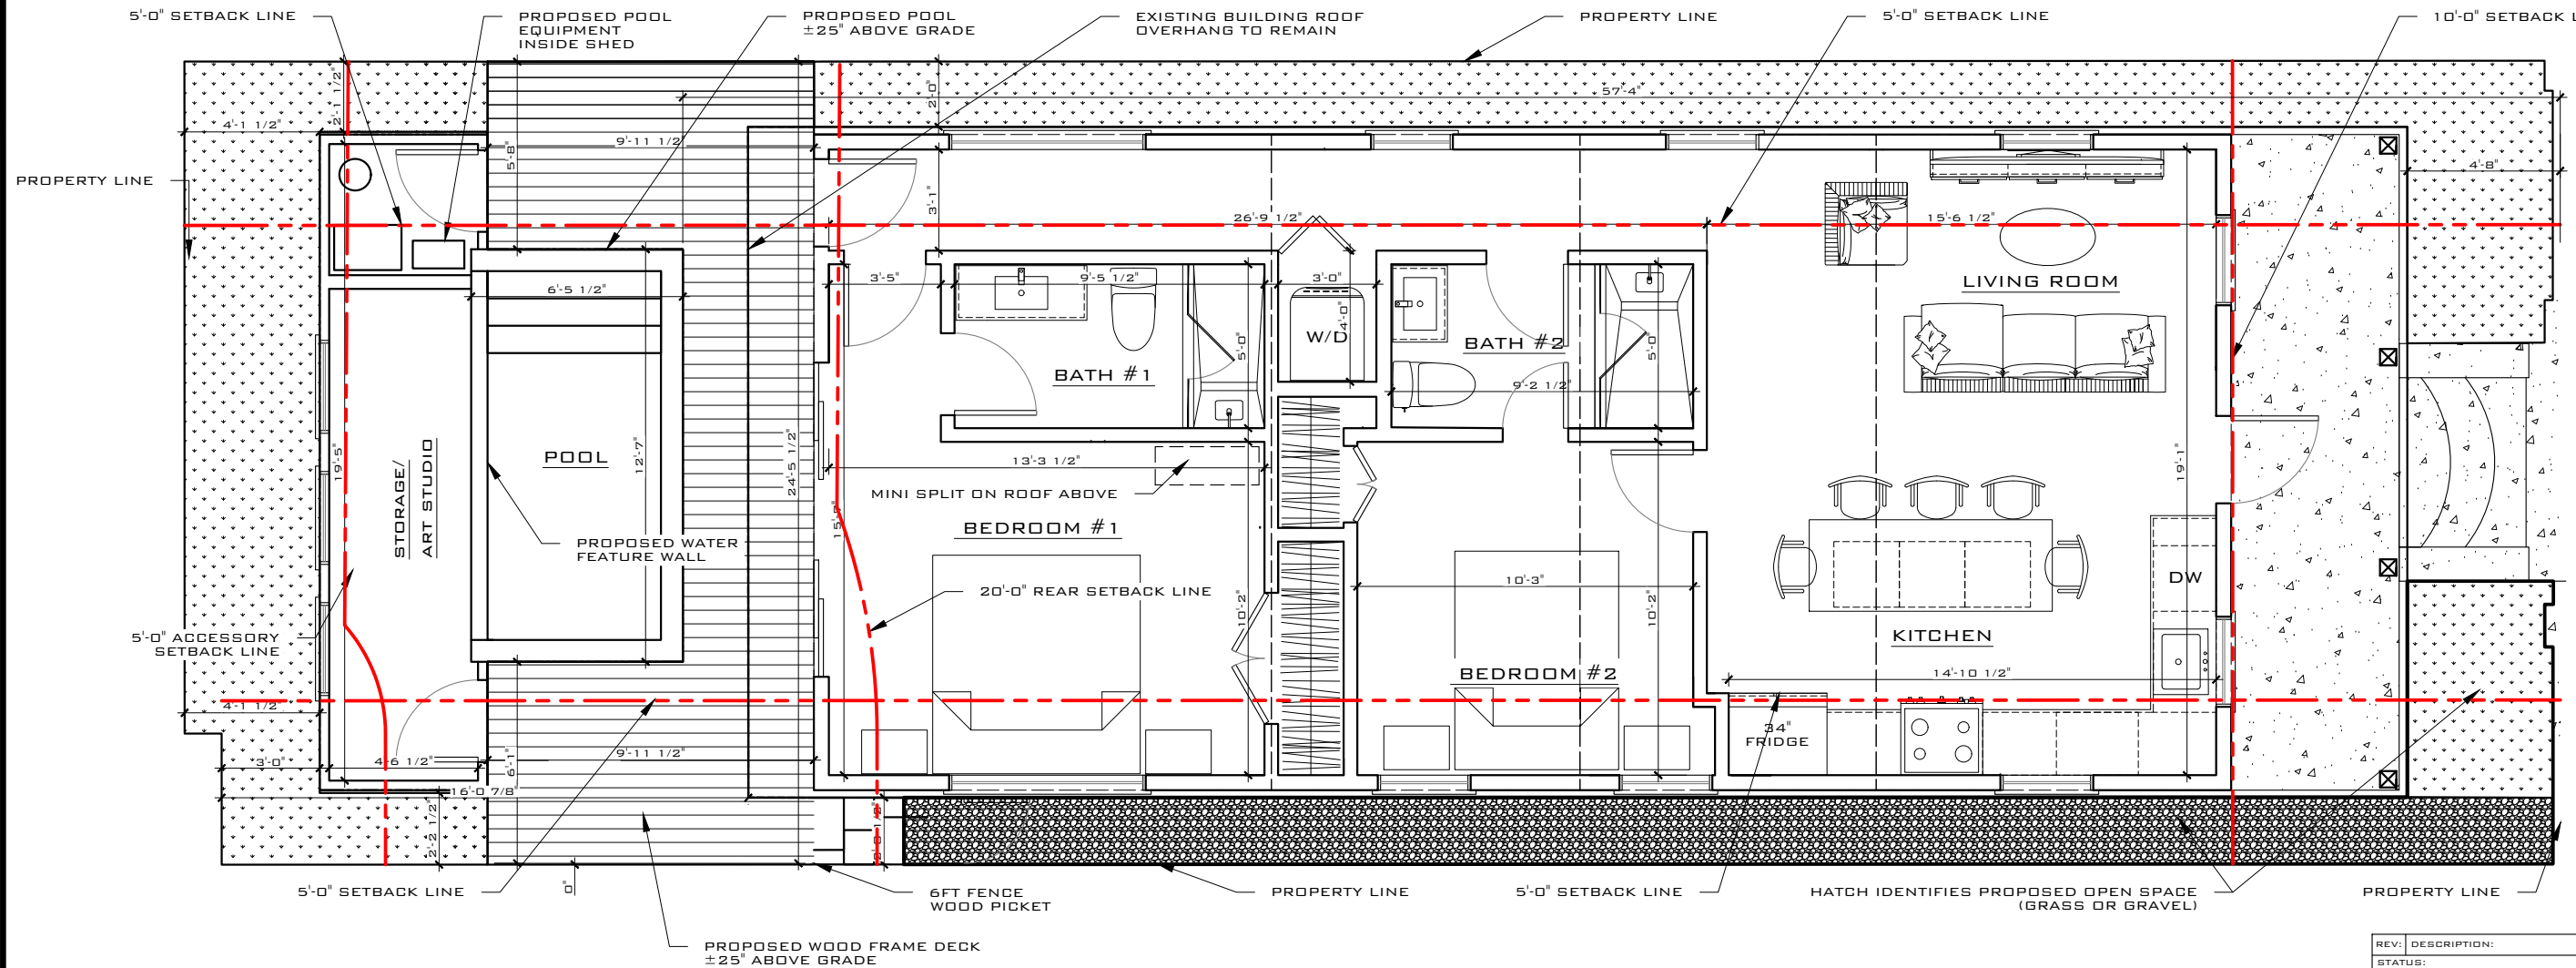 5'-0" SETBACK LINE
PROPOSED POOL
EQUIPMENT
INSIDE SHED
PROPOSED POOL
±25" ABOVE GRADE
EXISTING BUILDING ROOF
OVERHANG TO REMAIN
PROPERTY LINE
5'-0" SETBACK LINE
10'-0" SETBACK L
57'-4"
2'-0"
2'-1 1/2"
4'-1 1/2"
9'-11 1/2"
5'-8"
4'-8"
PROPERTY LINE
3'-1"
26'-9 1/2"
15'-6 1/2"
6'-5 1/2"
3'-5"
9'-5 1/2"
3'-0"
4'-0"
LIVING ROOM
W/D
BATH #2
5'-0"
5'-0"
BATH #1
9'-2 1/2"
STORAGE/
ART STUDIO
19'-5"
POOL
12'-7"
24'-5 1/2"
13'-3 1/2"
19'-1"
MINI SPLIT ON ROOF ABOVE
BEDROOM #1
PROPOSED WATER
FEATURE WALL
20'-0" REAR SETBACK LINE
10'-2"
10'-3"
10'-2"
DW
5'-0" ACCESSORY
SETBACK LINE
KITCHEN
BEDROOM #2
14'-10 1/2"
4'-1 1/2"
34"
FRIDGE
3'-0"
4'-6 1/2"
6'-1"
9'-11 1/2"
16'-0 7/8"
2'-2 1/2"
0"
5'-0" SETBACK LINE
6FT FENCE
WOOD PICKET
PROPERTY LINE
5'-0" SETBACK LINE
HATCH IDENTIFIES PROPOSED OPEN SPACE
(GRASS OR GRAVEL)
PROPERTY LINE
PROPOSED WOOD FRAME DECK
±25" ABOVE GRADE
REV: DESCRIPTION:
STATUS: